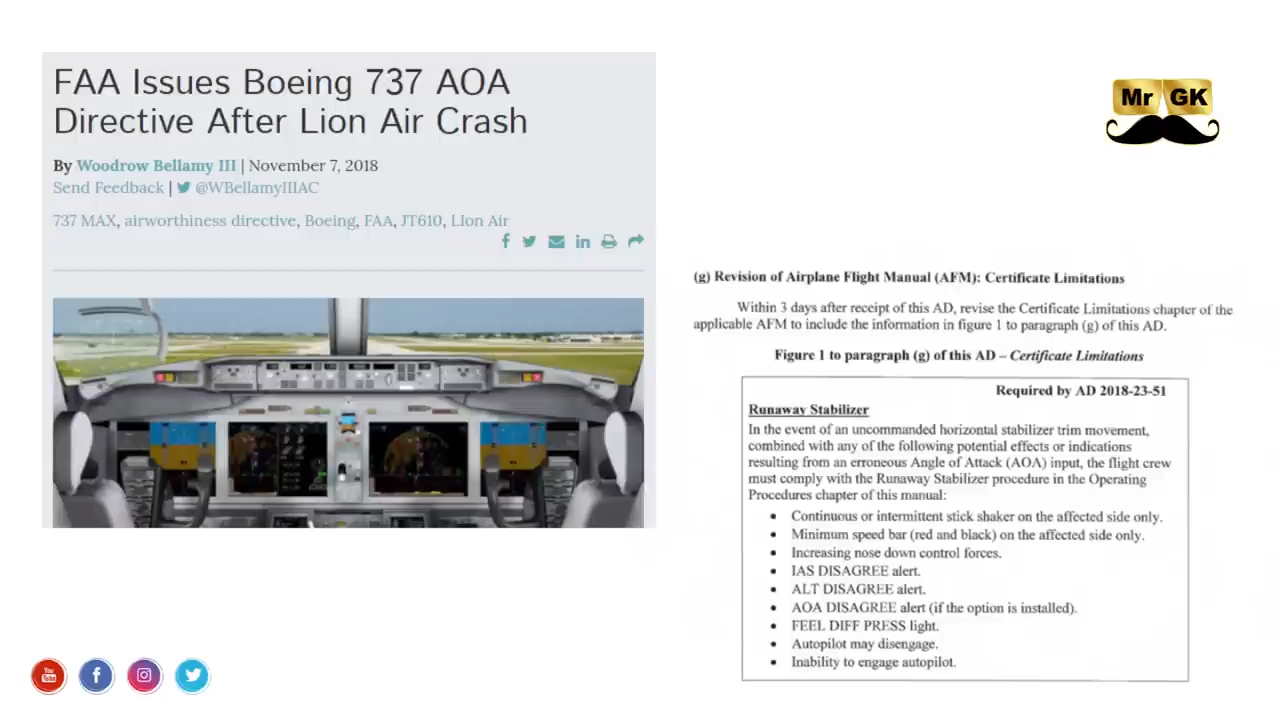 FAA Issues Boeing 737 AOA
Directive After Lion Air Crash
By Woodrow Bellamy III | November 7, 2018
Send Feedback | @WBellamyIIIAC
737 MAX, airworthiness directive, Boeing, FAA, JT610, LIon Air
Mr GK
(g) Revision of Airplane Flight Manual (AFM): Certificate Limitations
Within 3 days after receipt of this AD, revise the Certificate Limitations chapter of the
applicable AFM to include the information in figure 1 to paragraph (g) of this AD.
Figure 1 to paragraph (g) of this AD – Certificate Limitations
Required by AD 2018-23-51
Runaway Stabilizer
In the event of an uncommanded horizontal stabilizer trim movement,
combined with any of the following potential effects or indications
resulting from an erroneous Angle of Attack (AOA) input, the flight crew
must comply with the Runaway Stabilizer procedure in the Operating
Procedures chapter of this manual:
• Continuous or intermittent stick shaker on the affected side only.
• Minimum speed bar (red and black) on the affected side only.
• Increasing nose down control forces.
• IAS DISAGREE alert.
• ALT DISAGREE alert.
• AOA DISAGREE alert (if the option is installed).
• FEEL DIFF PRESS light.
• Autopilot may disengage.
• Inability to engage autopilot.
You
Tube